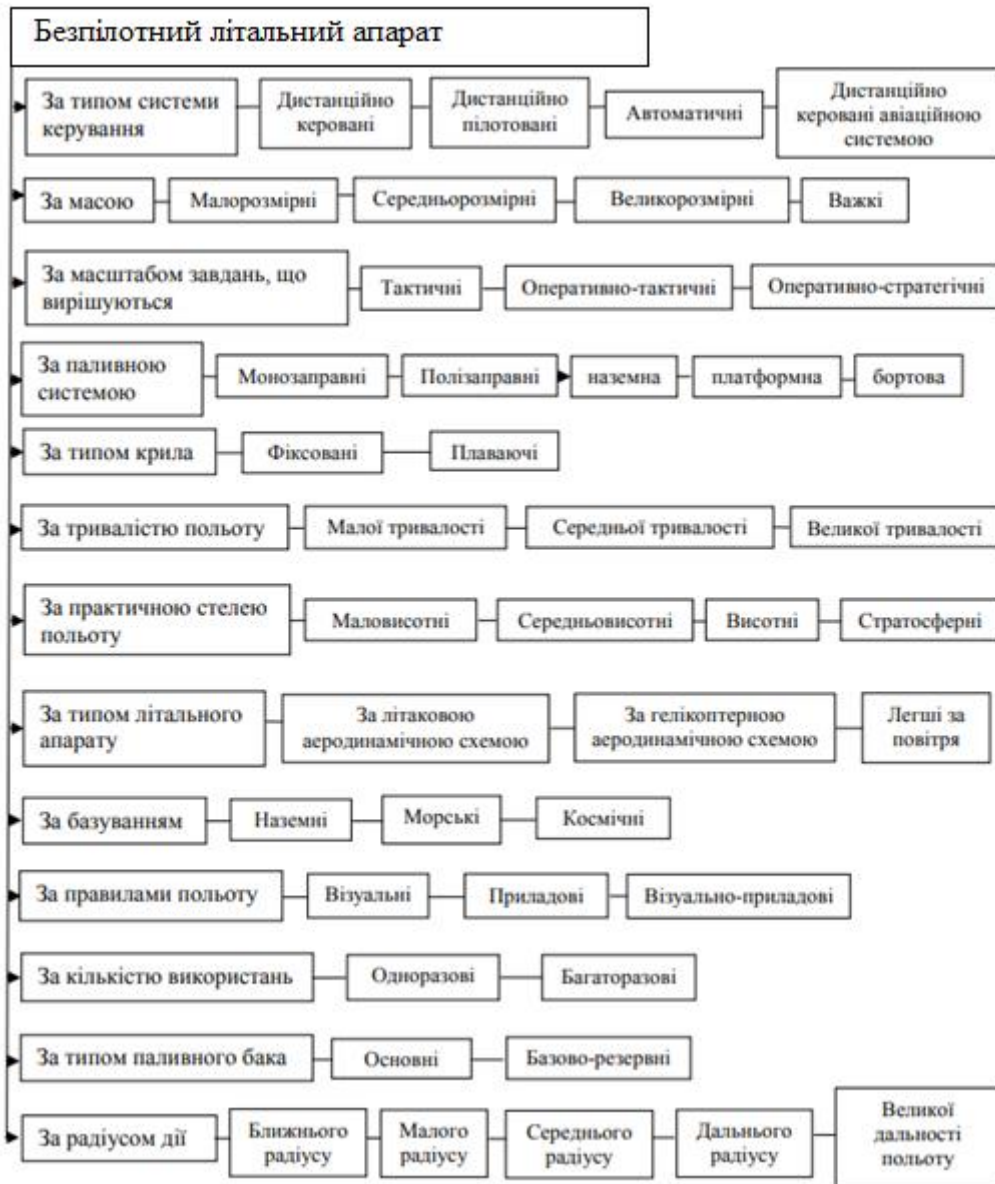 Безпілотний літальний апарат
За типом системи керування
Дистанційно керовані
Дистанційно пілотовані
Автоматичні
Дистанційно керовані авіаційною системою
За масою
Малорозмірні
Середньорозмірні
Великорозмірні
Важкі
За масштабом завдань, що вирішуються
Тактичні
Оперативно-тактичні
Оперативно-стратегічні
За паливною системою
Монозаправні
Полізаправні
наземна
платформна
бортова
За типом крила
Фіксовані
Плаваючі
За тривалістю польоту
Малої тривалості
Середньої тривалості
Великої тривалості
За практичною стелею польоту
Маловисотні
Середньовисотні
Висотні
Стратосферні
За типом літального апарату
За літаковою аеродинамічною схемою
За гелікоптерною аеродинамічною схемою
Легші за повітря
За базуванням
Наземні
Морські
Космічні
За правилами польоту
Візуальні
Приладові
Візуально-приладові
За кількістю використань
Одноразові
Багаторазові
За типом паливного бака
Основні
Базово-резервні
За радіусом дії
Ближнього радіусу
Малого радіусу
Середнього радіусу
Дальнього радіусу
Великої дальності польоту